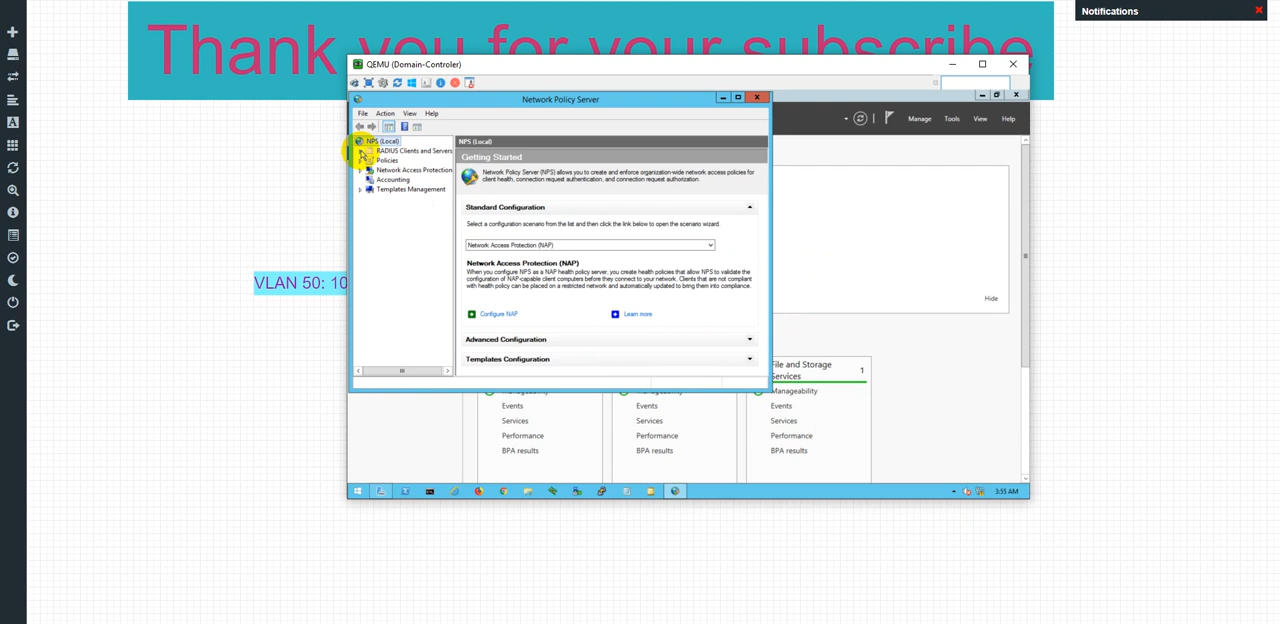 Thank you for your subscribe
Notifications
QEMU (Domain-Controler)
Network Policy Server
File Action View Help
Manage Tools View Help
NPS (Local)
RADIUS Clients and Servers
Policies
Network Access Protection
Accounting
Templates Management
NPS (Local)
Getting Started
Network Policy Server (NPS) allows you to create and enforce organization-wide network access policies for
client health, connection request authentication, and connection request authorization.
Standard Configuration
Select a configuration scenario from the list and then click the link below to open the scenario wizard.
Network Access Protection (NAP)
Network Access Protection (NAP)
When you configure NPS as a NAP health policy server, you create health policies that allow NPS to validate the
configuration of NAP-capable client computers before they connect to your network. Clients that are not compliant
with health policy can be placed on a restricted network and automatically updated to bring them into compliance.
Configure NAP Learn more
Advanced Configuration
Templates Configuration
VLAN 50: 10
Hide
File and Storage
Services 1
Manageability
Events Events Events
Services Services Services
Performance Performance Performance
BPA results BPA results BPA results
3:55 AM